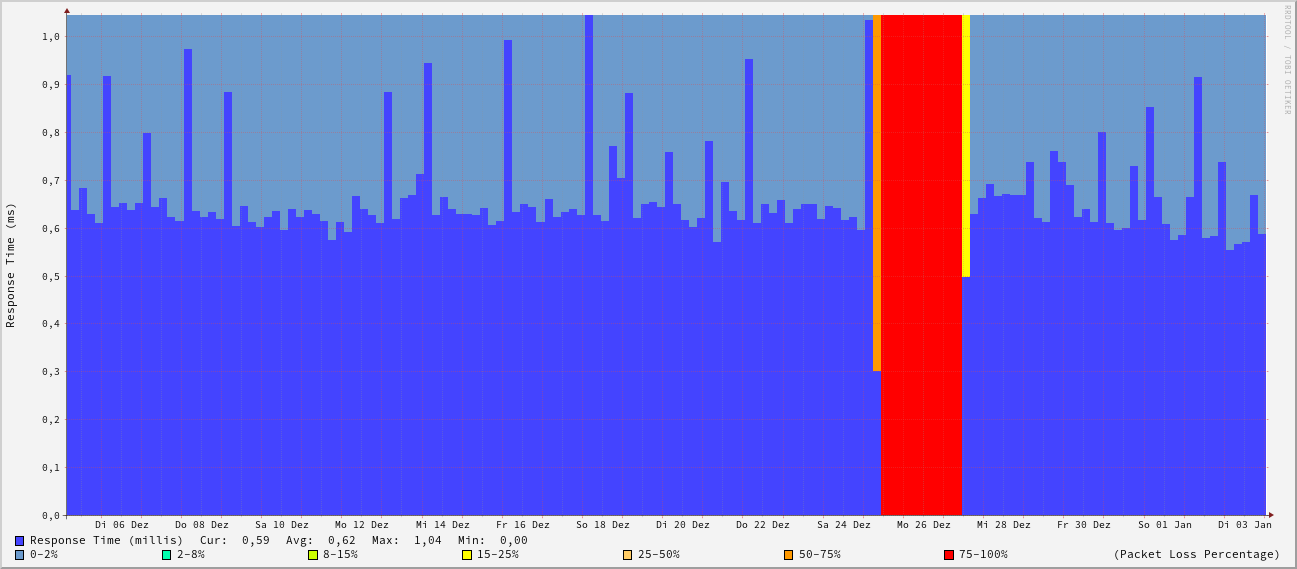 RRDTOOL / TOBI OETIKER
Response Time (ms)
1,0
0,9
0,8
0,7
0,6
0,5
0,4
0,3
0,2
0,1
0,0
Di 06 Dez Do 08 Dez Sa 10 Dez Mo 12 Dez Mi 14 Dez Fr 16 Dez So 18 Dez Di 20 Dez Do 22 Dez Sa 24 Dez Mo 26 Dez Mi 28 Dez Fr 30 Dez So 01 Jan Di 03 Jan
Response Time (millis) Cur: 0,59 Avg: 0,62 Max: 1,04 Min: 0,00
0-2% 2-8% 8-15% 15-25% 25-50% 50-75% 75-100% (Packet Loss Percentage)